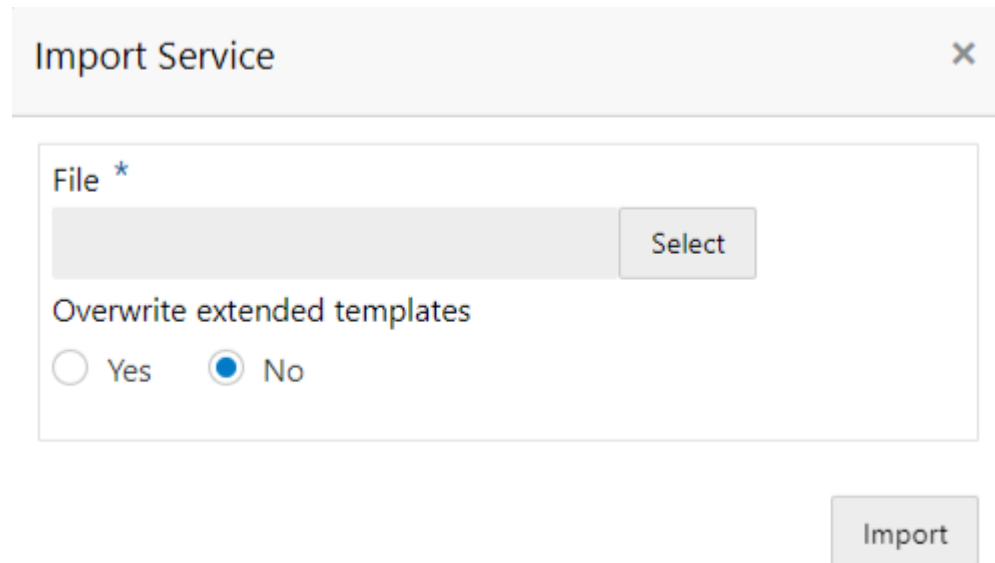 Import Service
File *
Select
Overwrite extended templates
Yes No
Import